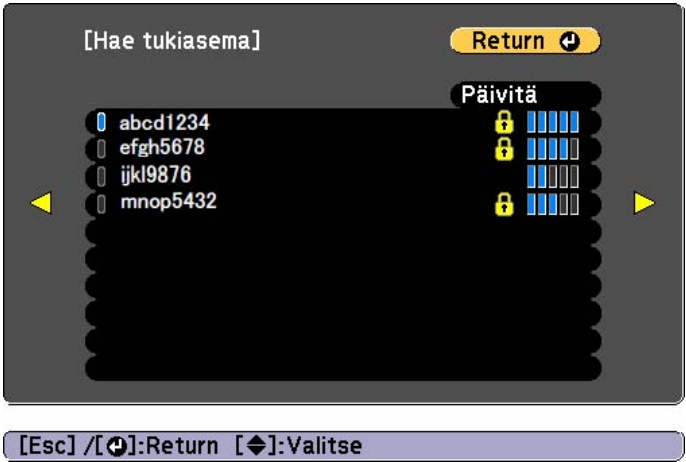 [Hae tukiasema]
Return
Päivitä
abcd1234
efgh5678
ijkl9876
mnop5432
[Esc] /[ ]:Return [ ]:Valitse